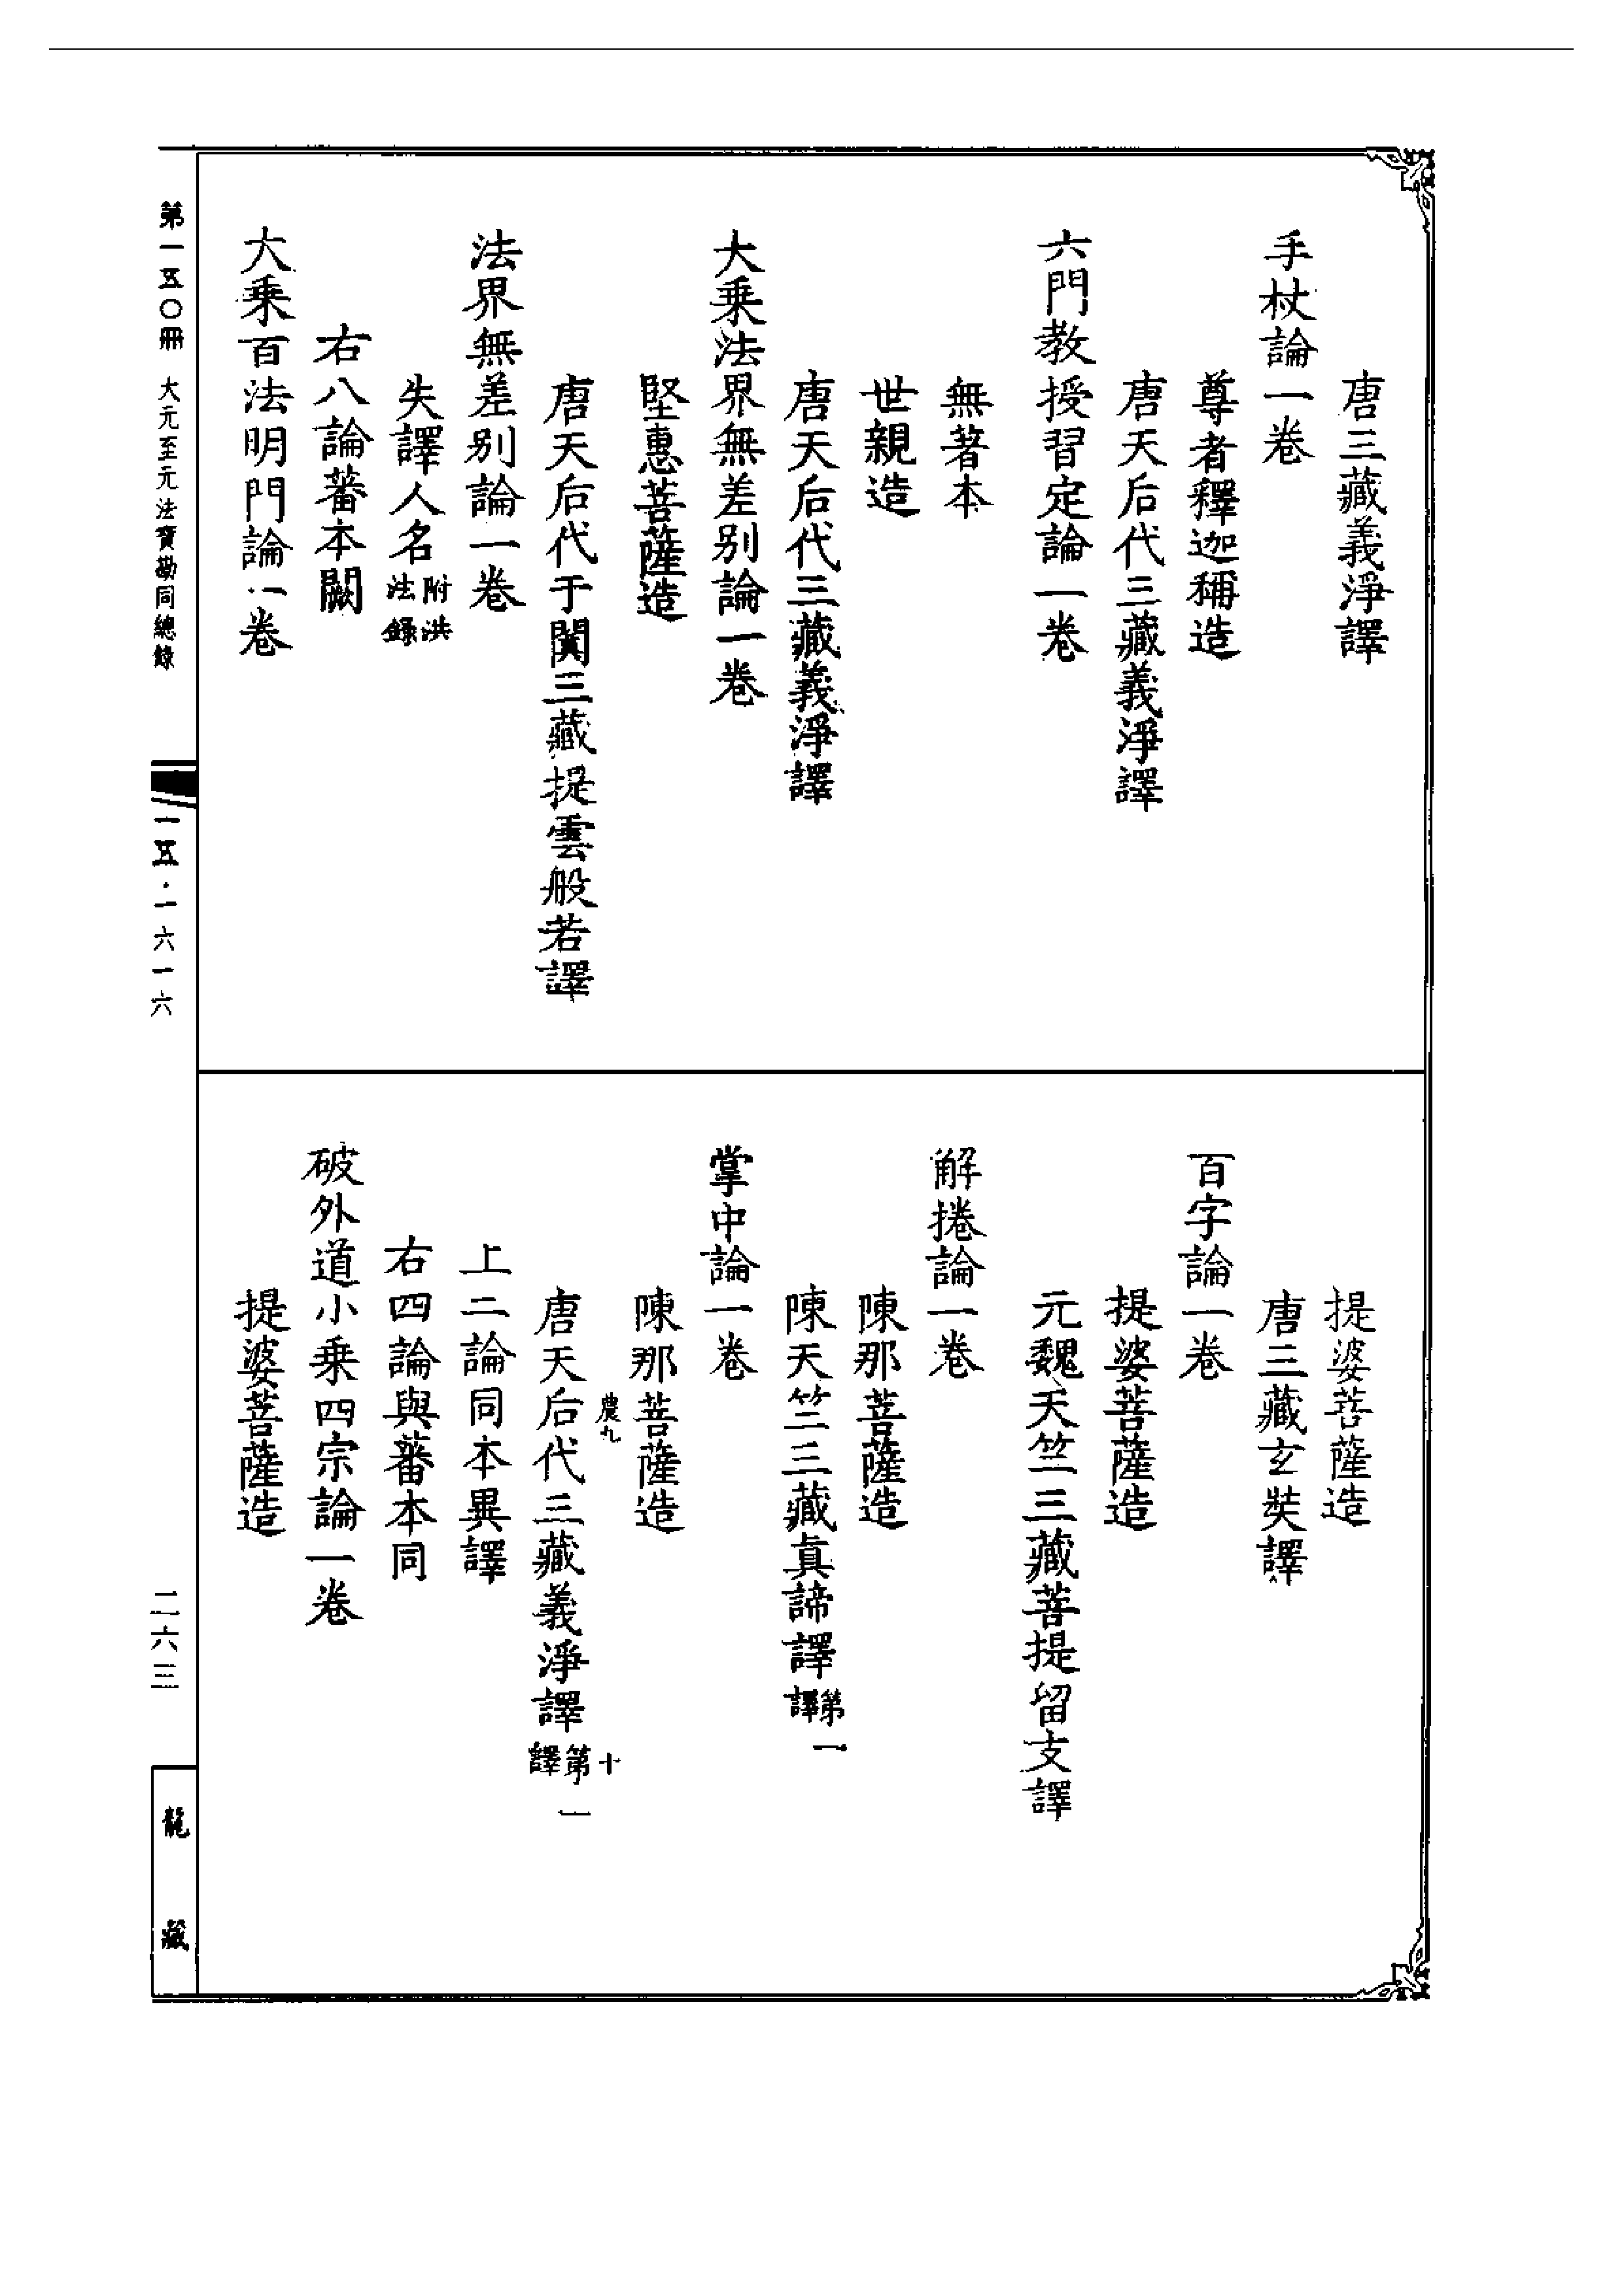 唐三藏義淨譯
手杖論一卷
尊者釋迦稱造
唐天后代三藏義淨譯
六門教授習定論一卷
無著本
世親造
唐天后代三藏義淨譯
大乘法界無差别論一卷
堅惠菩薩造
唐天后代于闐三藏提雲般若譯
法界無差别論一卷
失譯人名附洪法錄
右八論蕃本闕
大乘百法明門論一卷
提婆菩薩造
唐三藏玄奘譯
百字論一卷
提婆菩薩造
元魏天竺三藏菩提留支譯
解捲論一卷
陳那菩薩造
陳天竺三藏真諦譯第一譯
掌中論一卷
陳那菩薩造
農九 十
唐天后代三藏義淨譯第一譯
上二論同本異譯
右四論與蕃本同
破外道小乘四宗論一卷
提婆菩薩造
第一五〇冊 大元至元法寶勘同總錄
一五·一六一六
二六三
龍藏